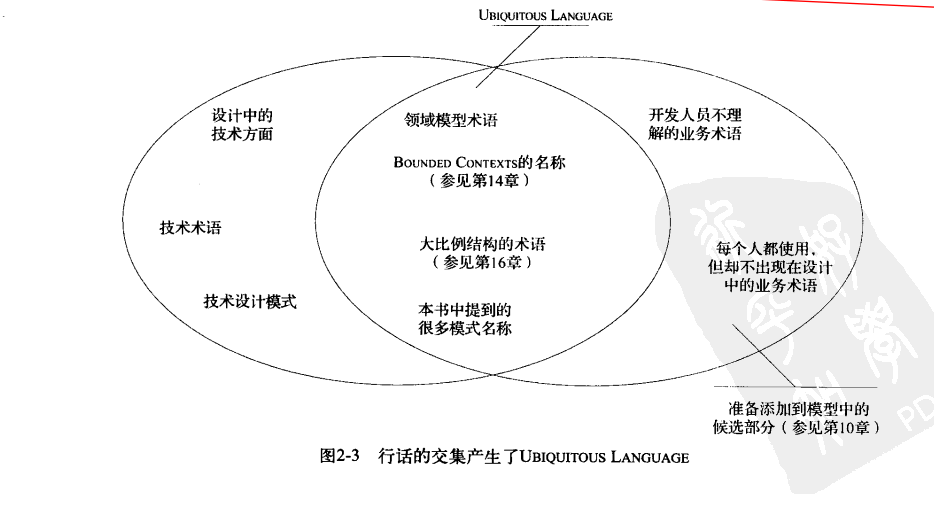 UBIQUITOUS LANGUAGE
设计中的
技术方面
技术术语
技术设计模式
领域模型术语
BOUNDED CONTEXTS的名称
（参见第14章）
大比例结构的术语
（参见第16章）
本书中提到的
很多模式名称
开发人员不理
解的业务术语
每个人都使用，
但却不出现在设计
中的业务术语
准备添加到模型中的
候选部分（参见第10章）
PD
图2-3 行话的交集产生了UBIQUITOUS LANGUAGE